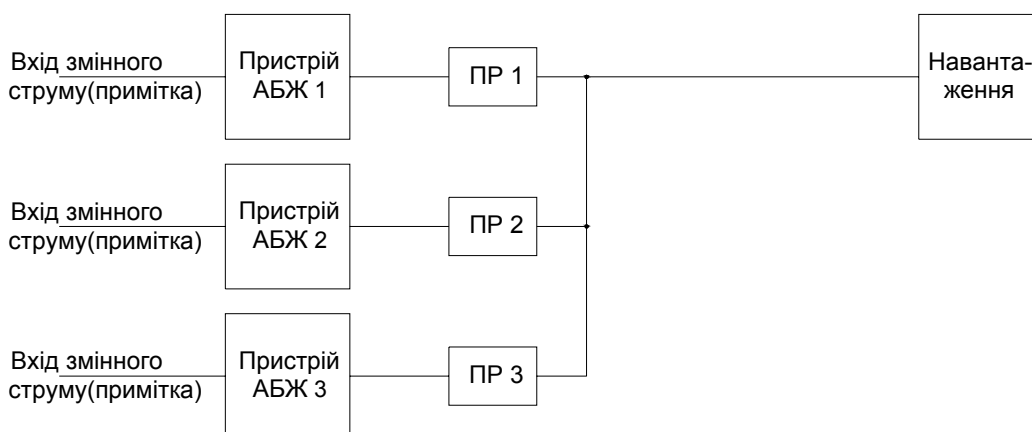 Вхід змінного
струму(примітка)
Пристрій
АБЖ 1
ПР 1
Наванта-
ження
Вхід змінного
струму(примітка)
Пристрій
АБЖ 2
ПР 2
Вхід змінного
струму(примітка)
Пристрій
АБЖ 3
ПР 3